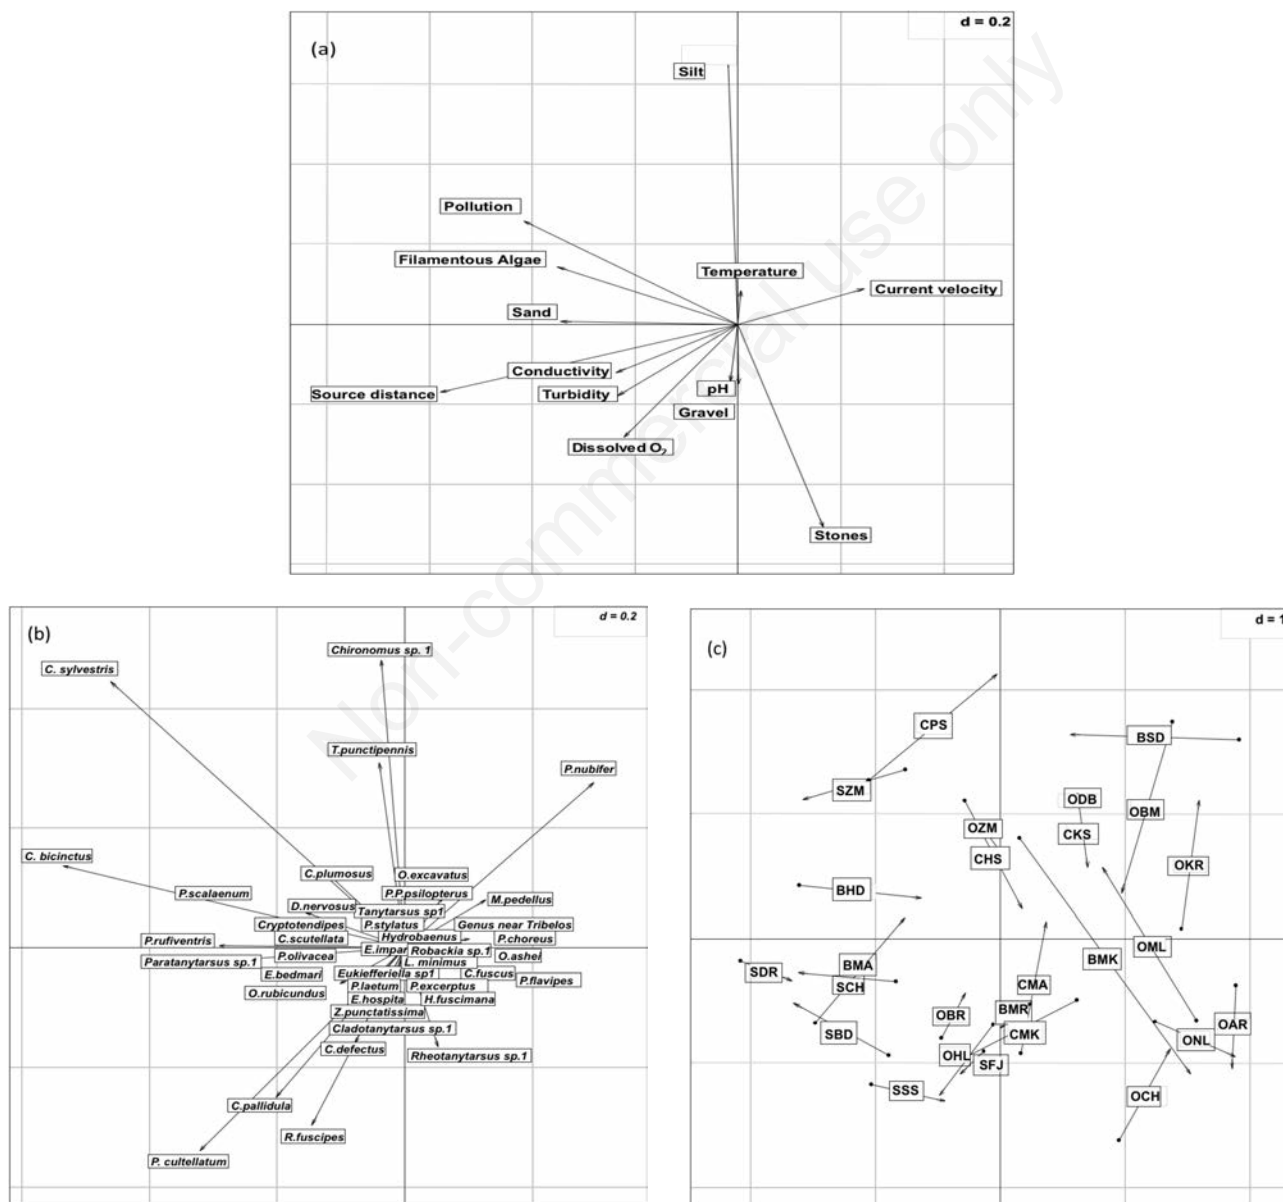 d = 0.2
(a)
Silt
Pollution
Filamentous Algae
Temperature
Current velocity
Sand
Conductivity
Source distance
Turbidity
pH
Gravel
Dissolved O₂
Stones
Non-commercial use only
d = 0.2
(b)
Chironomus sp. 1
C. sylvestris
T.punctipennis
P.nubifer
C. bicinctus
C.plumosus
O.excavatus
P.scalaenum
P.P.psilopterus
M.pedellus
D.nervosus
Tanytarsus sp1
Cryptotendipes
P.stylatus
Genus near Tribelos
C.scutellata
Hydrobaenus
P.choreus
P.rufiventris
E.impar
Robackia sp.1
Paratanytarsus sp.1
P.olivacea
L. minimus
O.ashei
E.bedmari
Eukiefferiella sp1
C.fuscus
P.flavipes
O.rubicundus
P.laetum
P.excerptus
E.hospita
H.fuscimana
Z.punctatissima
Cladotanytarsus sp.1
C.defectus
Rheotanytarsus sp.1
C.pallidula
R.fuscipes
P. cultellatum
d = 1
(c)
CPS
BSD
SZM
ODB
OBM
OZM
CKS
CHS
OKR
BHD
OML
BMK
SDR
BMA
SCH
CMA
OBR
BMR
SBD
CMK
OAR
ONL
OHL
SFJ
SSS
OCH